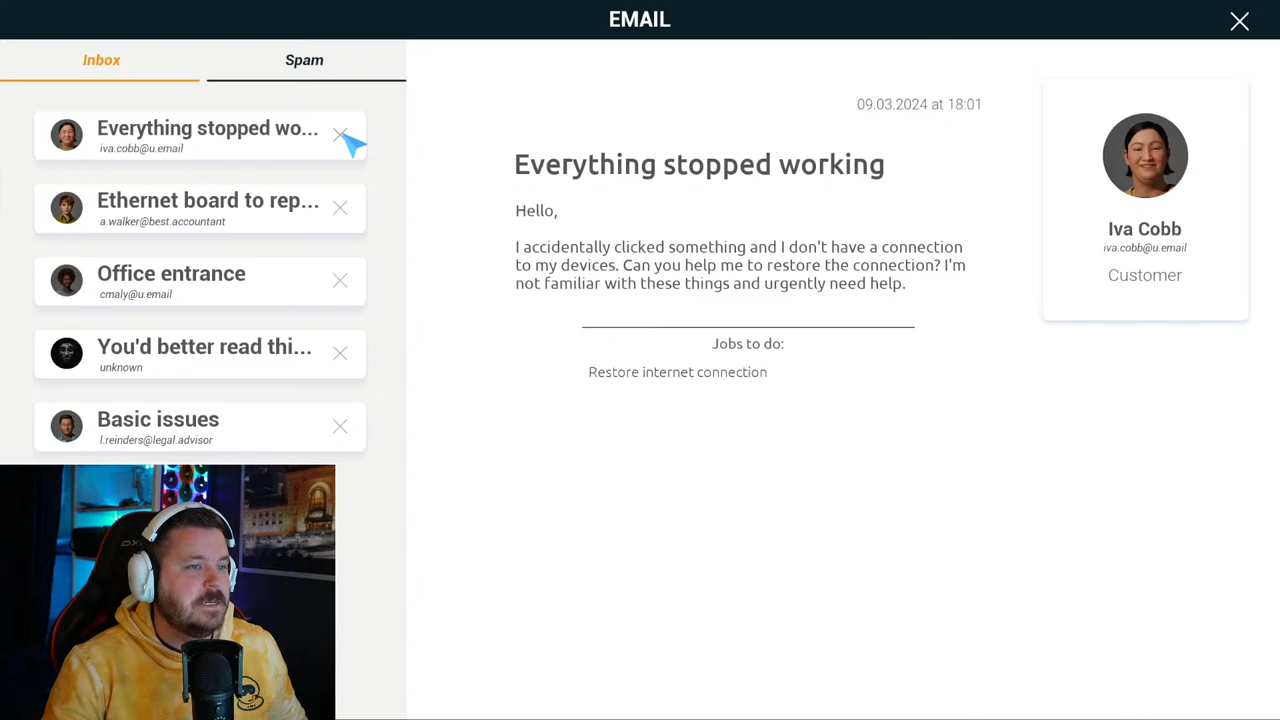 EMAIL
Inbox
Spam
Everything stopped wo...
iva.cobb@u.email
Ethernet board to rep...
a.walker@best.accountant
Office entrance
cmaly@u.email
You'd better read thi...
unknown
Basic issues
l.reinders@legal.advisor
09.03.2024 at 18:01
Everything stopped working
Hello,
I accidentally clicked something and I don't have a connection
to my devices. Can you help me to restore the connection? I'm
not familiar with these things and urgently need help.
Jobs to do:
Restore internet connection
Iva Cobb
iva.cobb@u.email
Customer